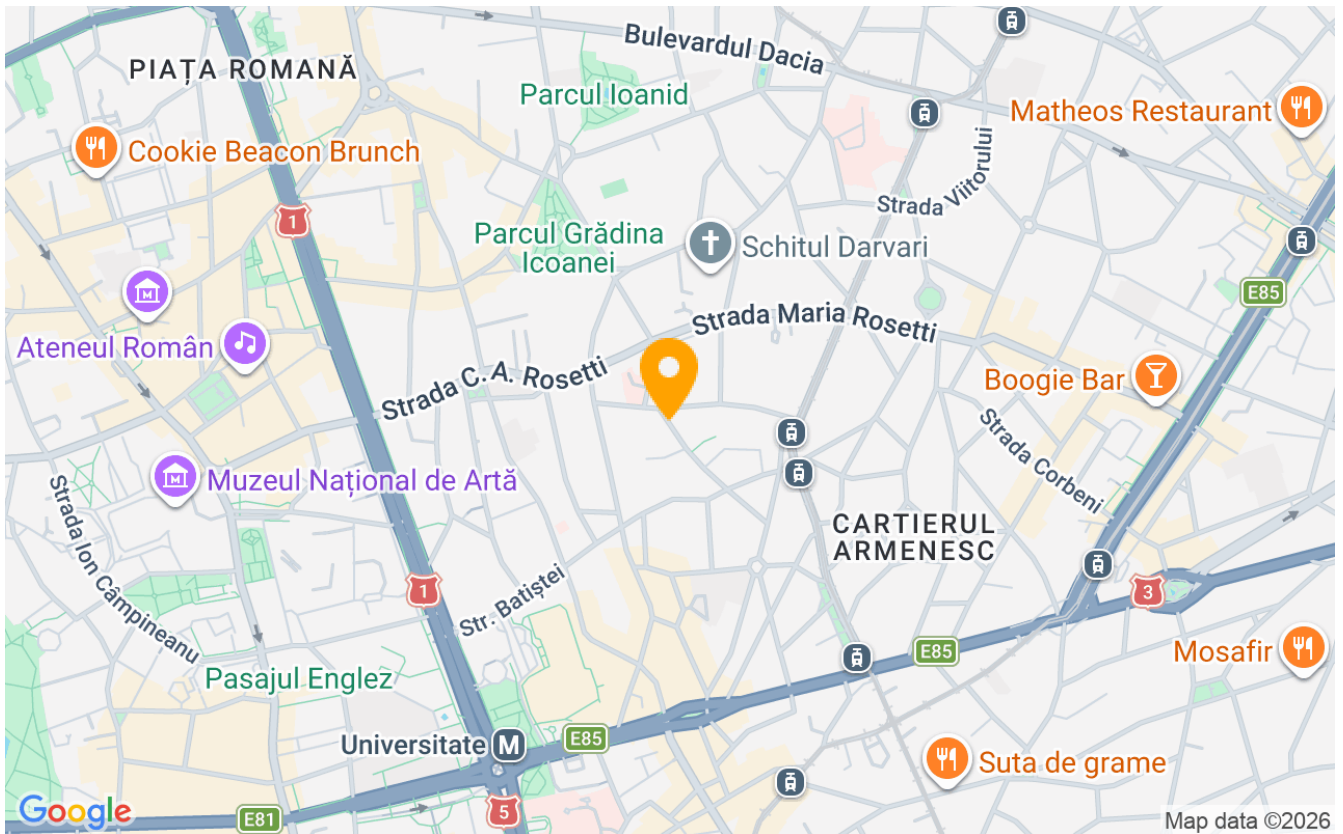 Bulevardul Dacia
PIAȚA ROMANĂ
Parcul Ioanid
Matheos Restaurant
Cookie Beacon Brunch
Strada Viitorului
1
Parcul Grădina
Icoanei
Schitul Darvari
E85
Strada Maria Rosetti
Ateneul Român
Strada C. A. Rosetti
Boogie Bar
Strada Corbeni
Muzeul Național de Artă
Strada Ion Câmpineanu
CARTIERUL
ARMENESC
1
3
Str. Batiștei
E85
Mosafir
Pasajul Englez
Universitate
M
E85
Suta de grame
Google
E81
5
Map data ©2026